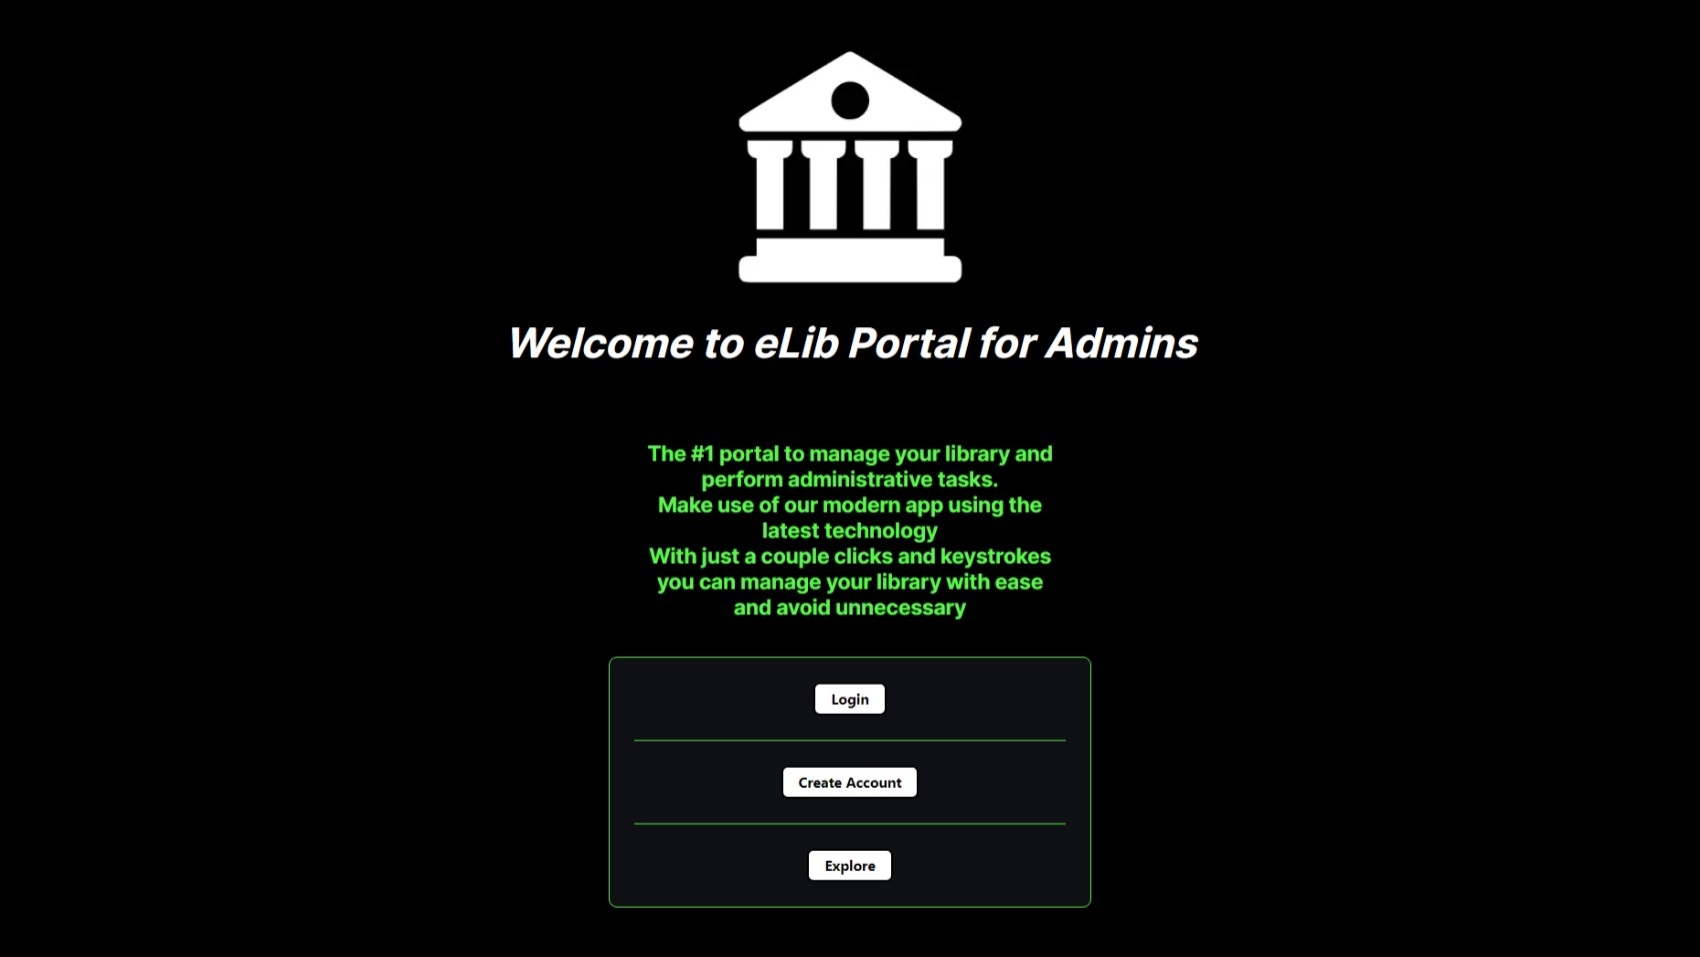 Welcome to eLib Portal for Admins
The #1 portal to manage your library and
perform administrative tasks.
Make use of our modern app using the
latest technology
With just a couple clicks and keystrokes
you can manage your library with ease
and avoid unnecessary
Login
Create Account
Explore